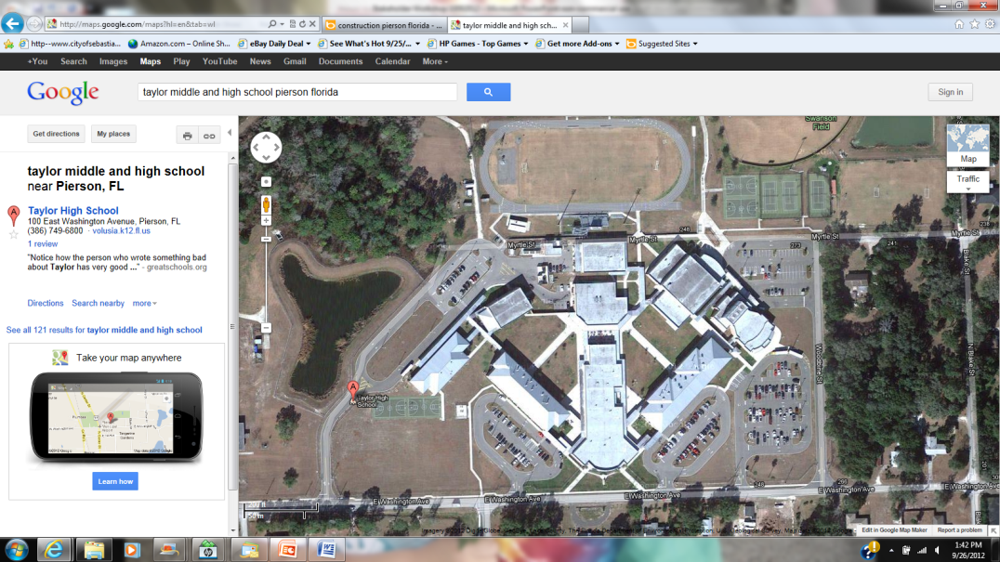 http://maps.google.com/maps?hl=en&tab=wl
construction pierson florida - ...
taylor middle and high sch...
http--www.cityofsebastia...
Amazon.com – Online Sh...
eBay Daily Deal
See What's Hot 9/25/...
HP Games - Top Games
Get more Add-ons
Suggested Sites
+You Search Images Maps Play YouTube News Gmail Documents Calendar More
Google
taylor middle and high school pierson florida
Sign in
Get directions
My places
taylor middle and high school
near Pierson, FL
A
Taylor High School
100 East Washington Avenue, Pierson, FL
(386) 749-6800 · volusia.k12.fl.us
1 review
"Notice how the person who wrote something bad
about Taylor has very good ..." - greatschools.org
Directions Search nearby more
See all 121 results for taylor middle and high school
Take your map anywhere
Learn how
Swanson
Field
Map
Traffic
Myrtle St
Myrtle St
248
Myrtle St
241
Myrtle St
273
Blake St
N Blake St
Woodstone St
A
Taylor High
School
E Washington Ave
E Washington Ave
E Washington Ave
248
E Washington Ave
E Washington Ave
50 m
Edit in Google Map Maker
Report a problem
1:42 PM
9/26/2012